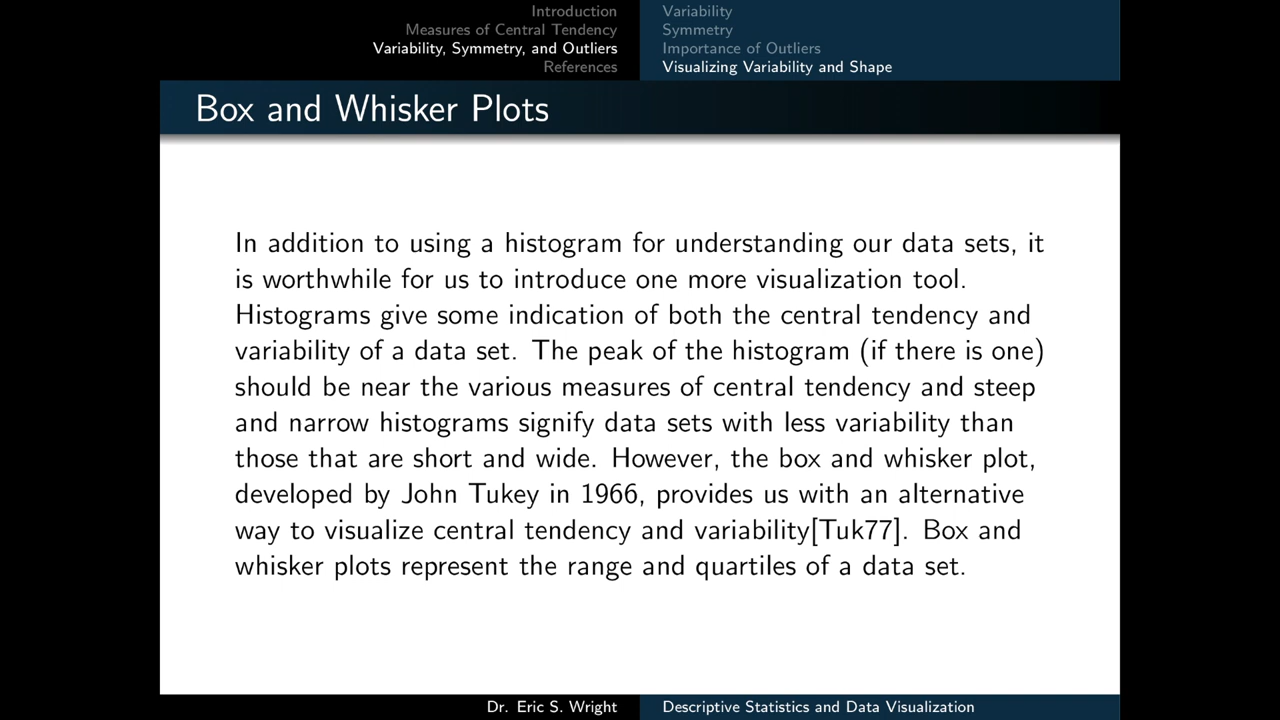 Introduction
Measures of Central Tendency
Variability, Symmetry, and Outliers
References
Variability
Symmetry
Importance of Outliers
Visualizing Variability and Shape
Box and Whisker Plots
In addition to using a histogram for understanding our data sets, it
is worthwhile for us to introduce one more visualization tool.
Histograms give some indication of both the central tendency and
variability of a data set. The peak of the histogram (if there is one)
should be near the various measures of central tendency and steep
and narrow histograms signify data sets with less variability than
those that are short and wide. However, the box and whisker plot,
developed by John Tukey in 1966, provides us with an alternative
way to visualize central tendency and variability[Tuk77]. Box and
whisker plots represent the range and quartiles of a data set.
Dr. Eric S. Wright
Descriptive Statistics and Data Visualization